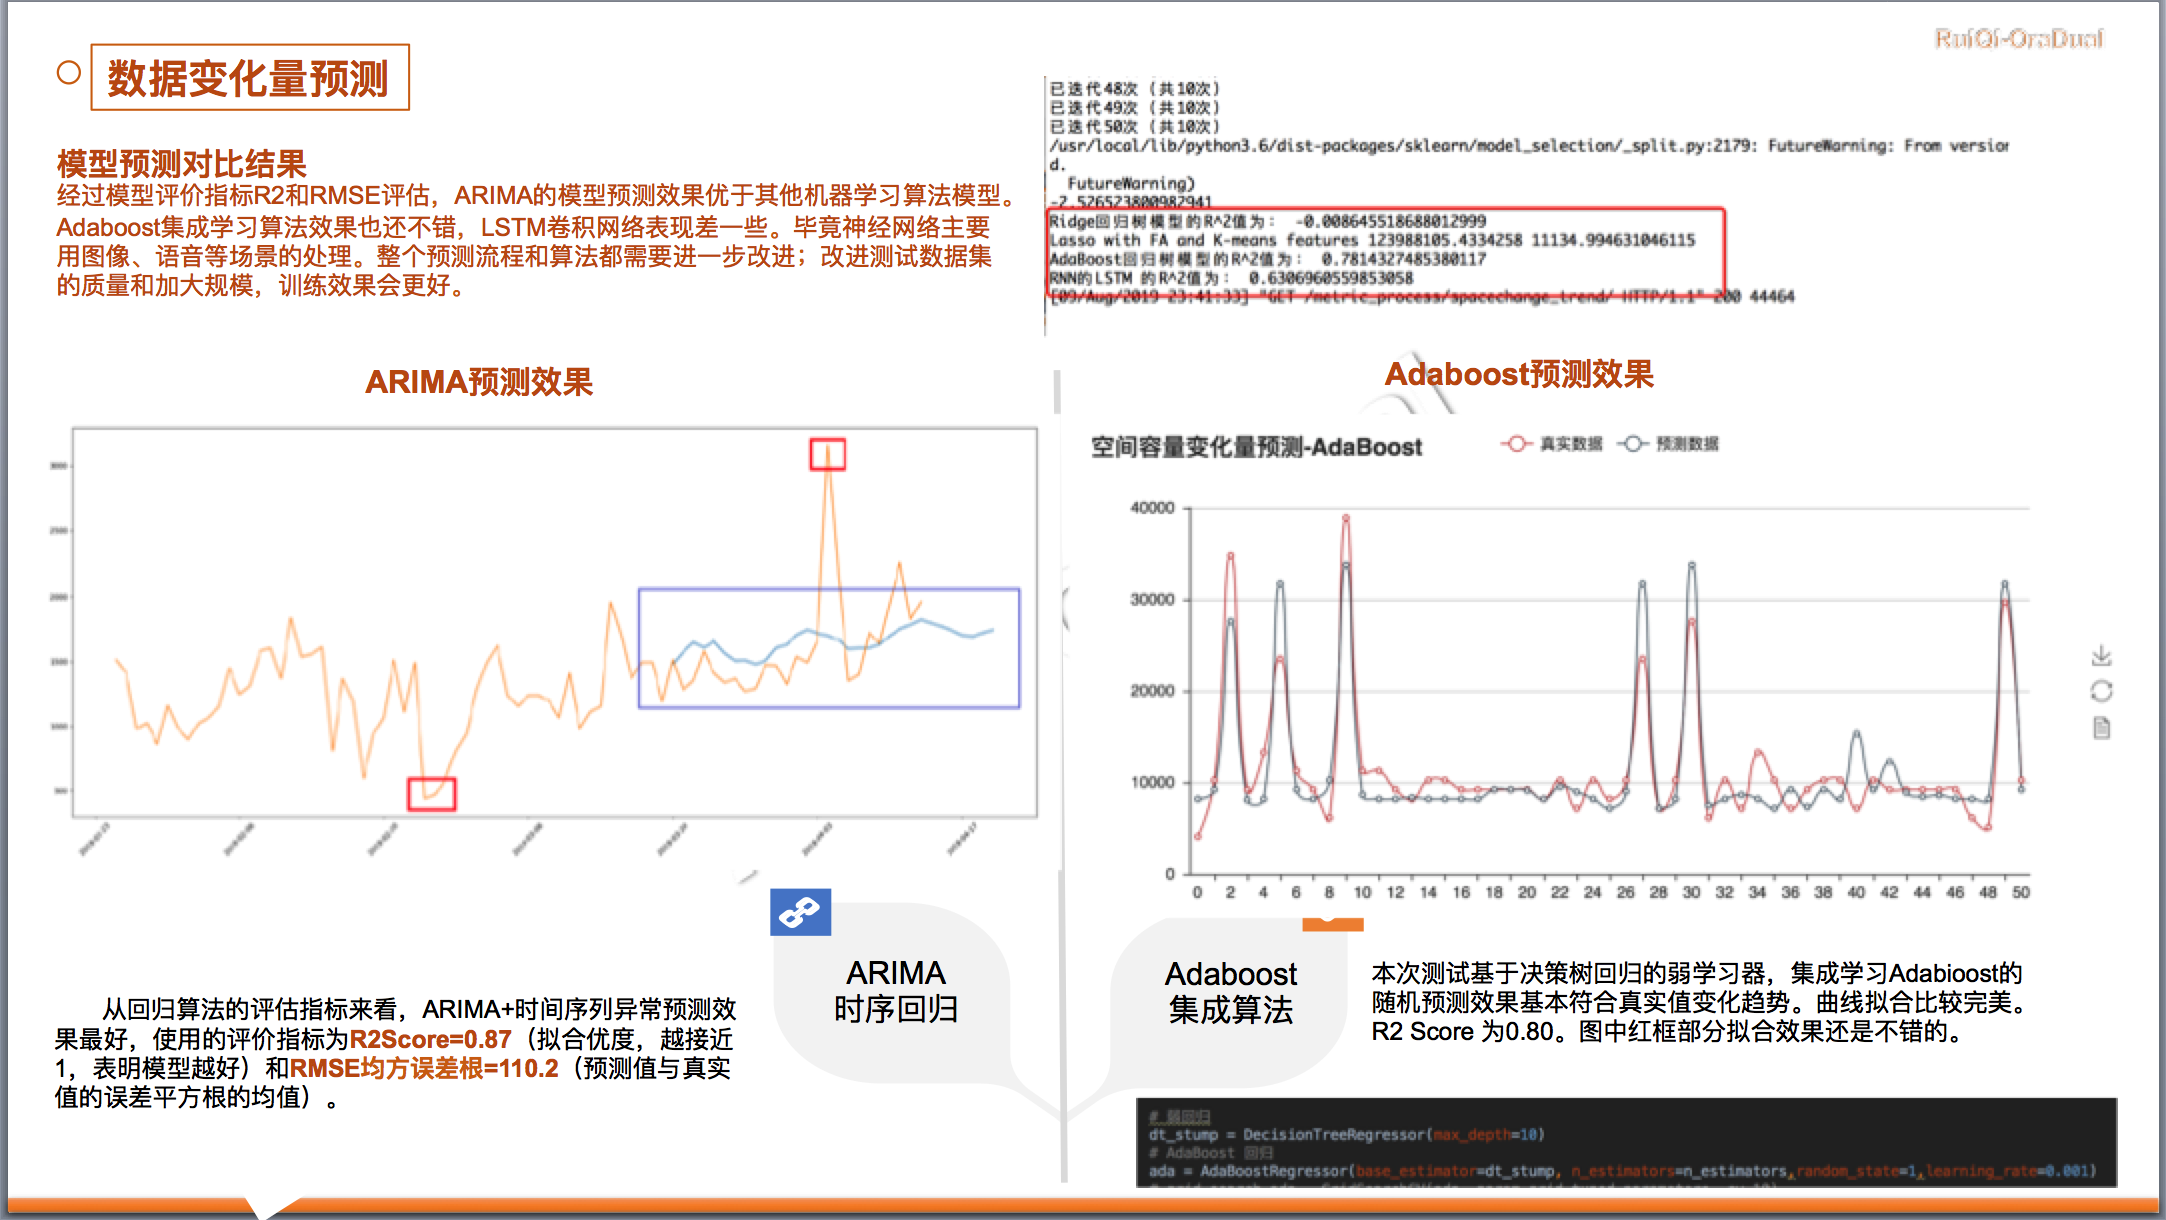 RuiQi-OraDual
数据变化量预测
模型预测对比结果
经过模型评价指标R2和RMSE评估，ARIMA的模型预测效果优于其他机器学习算法模型。
Adaboost集成学习算法效果也还不错，LSTM卷积网络表现差一些。毕竟神经网络主要
用图像、语音等场景的处理。整个预测流程和算法都需要进一步改进；改进测试数据集
的质量和加大规模，训练效果会更好。
已迭代48次（共10次）
已迭代49次（共10次）
已迭代50次（共10次）
/usr/local/lib/python3.6/dist-packages/sklearn/model_selection/_split.py:2179: FutureWarning: From version
d.
FutureWarning)
-2.526523800982941
Ridge回归树模型的R^2值为： -0.008645518688012999
Lasso with FA and K-means features 123988105.4334258 11134.994631046115
AdaBoost回归树模型的R^2值为： 0.7814327485380117
RNN的LSTM 的R^2值为： 0.6306960559853058
[09/Aug/2019 23:41:33] "GET /metric_process/spacechange_trend/ HTTP/1.1" 200 44464
ARIMA预测效果
3000
2500
2000
1500
1000
500
Adaboost预测效果
空间容量变化量预测-AdaBoost
真实数据 预测数据
40000
30000
20000
10000
0
0 2 4 6 8 10 12 14 16 18 20 22 24 26 28 30 32 34 36 38 40 42 44 46 48 50
ARIMA
时序回归
从回归算法的评估指标来看，ARIMA+时间序列异常预测效
果最好，使用的评价指标为R2Score=0.87（拟合优度，越接近
1，表明模型越好）和RMSE均方误差根=110.2（预测值与真实
值的误差平方根的均值）。
Adaboost
集成算法
本次测试基于决策树回归的弱学习器，集成学习Adabioost的
随机预测效果基本符合真实值变化趋势。曲线拟合比较完美。
R2 Score 为0.80。图中红框部分拟合效果还是不错的。
# 弱回归
dt_stump = DecisionTreeRegressor(max_depth=10)
# AdaBoost 回归
ada = AdaBoostRegressor(base_estimator=dt_stump, n_estimators=n_estimators,random_state=1,learning_rate=0.001)